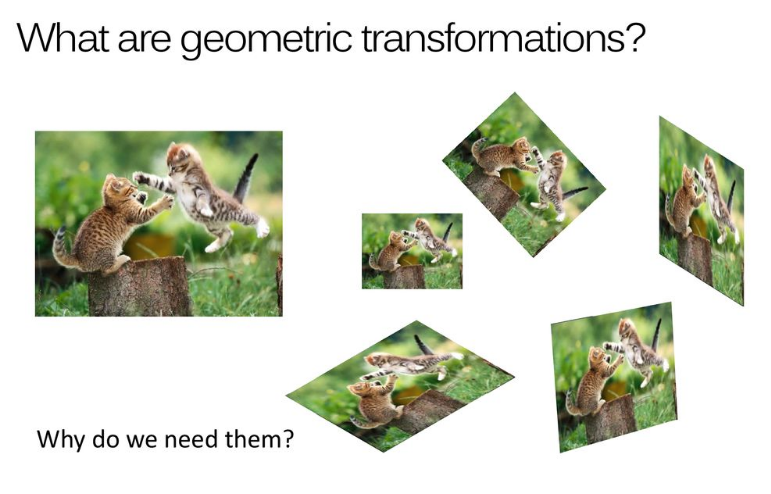 What are geometric transformations?
Why do we need them?